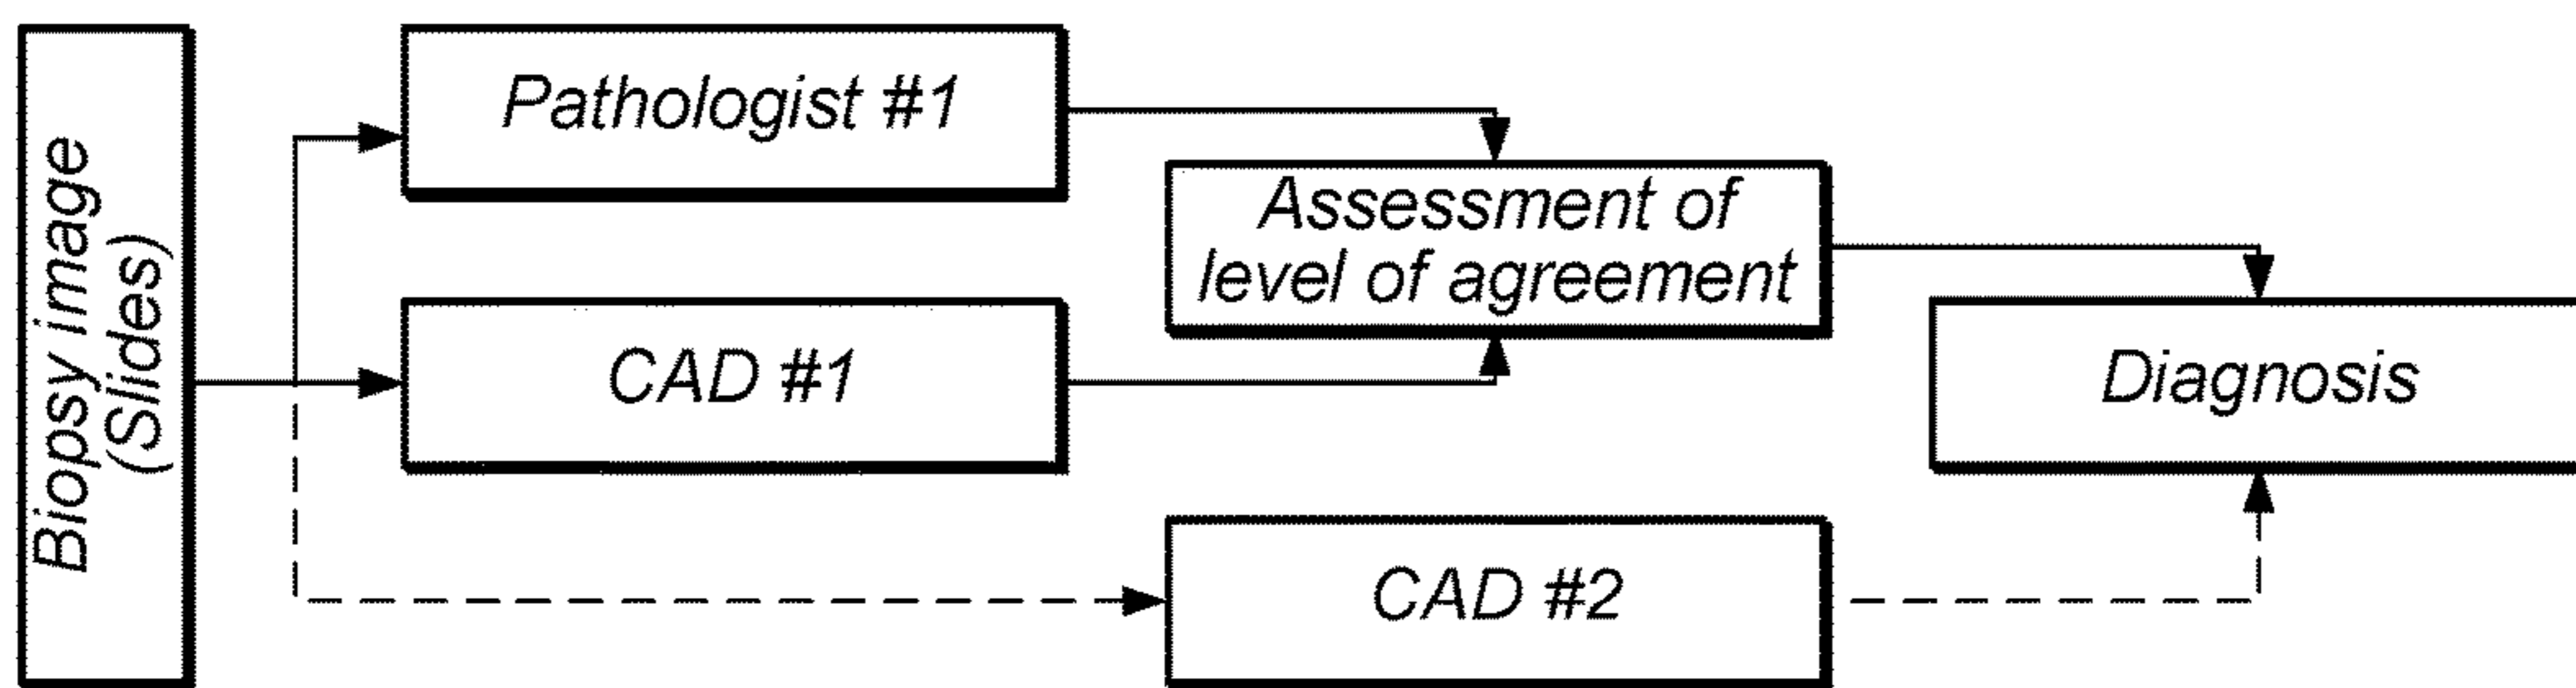 Biopsy image
(Slides)
Pathologist #1
CAD #1
Assessment of
level of agreement
CAD #2
Diagnosis